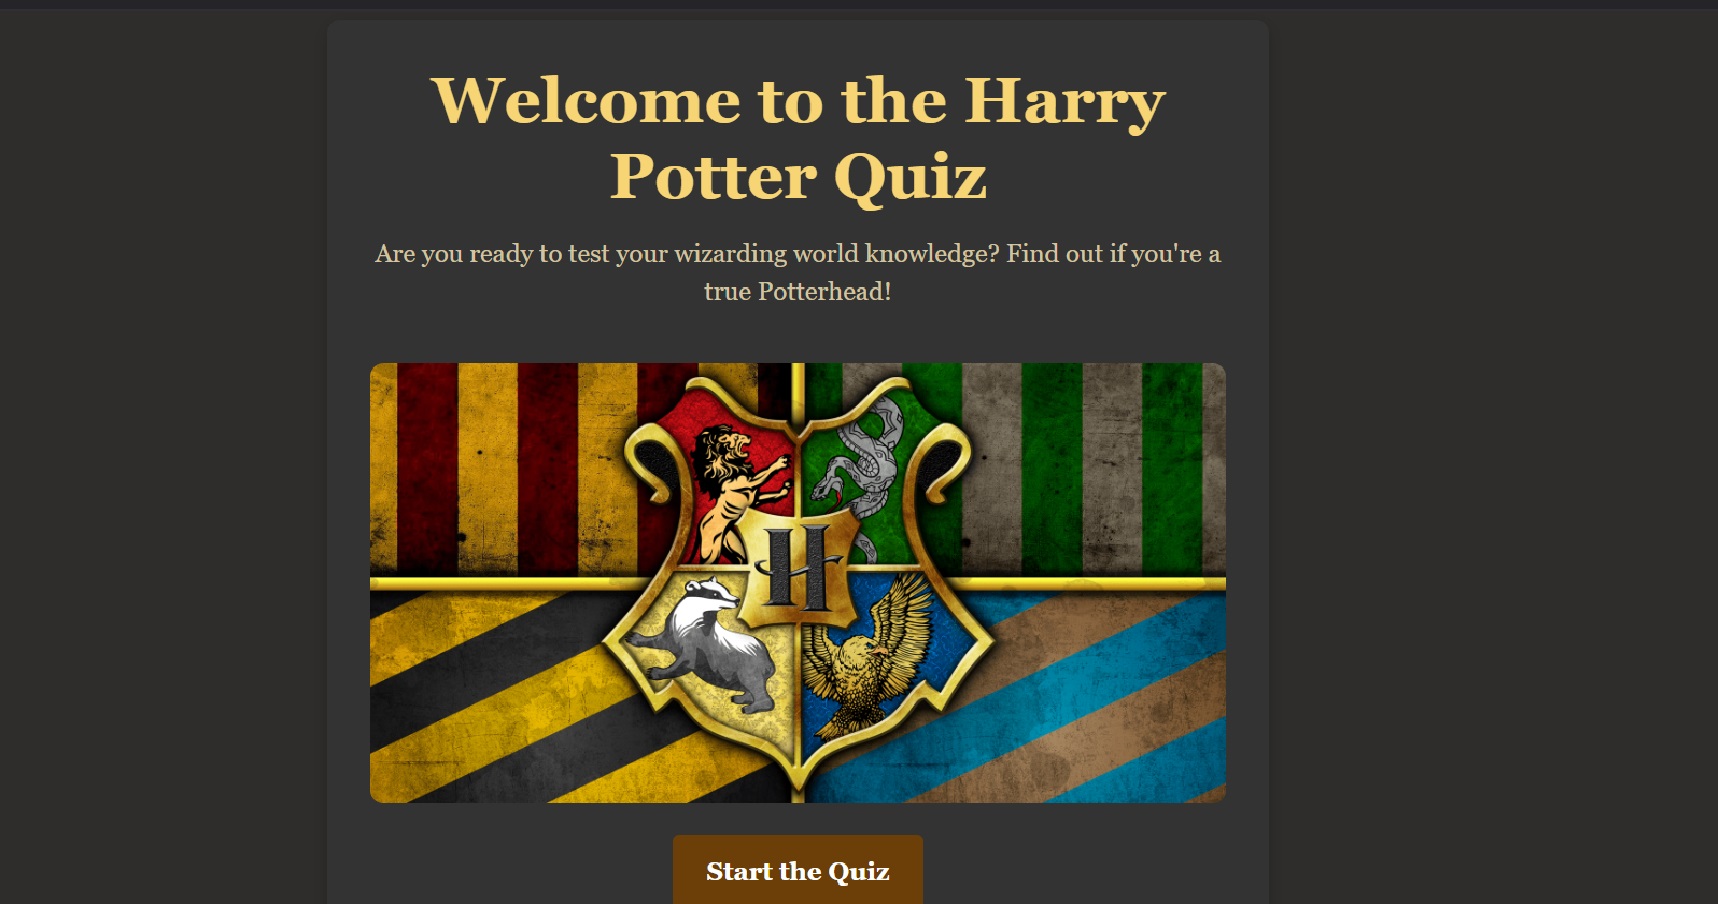 Welcome to the Harry
Potter Quiz
Are you ready to test your wizarding world knowledge? Find out if you're a
true Potterhead!
H
Start the Quiz